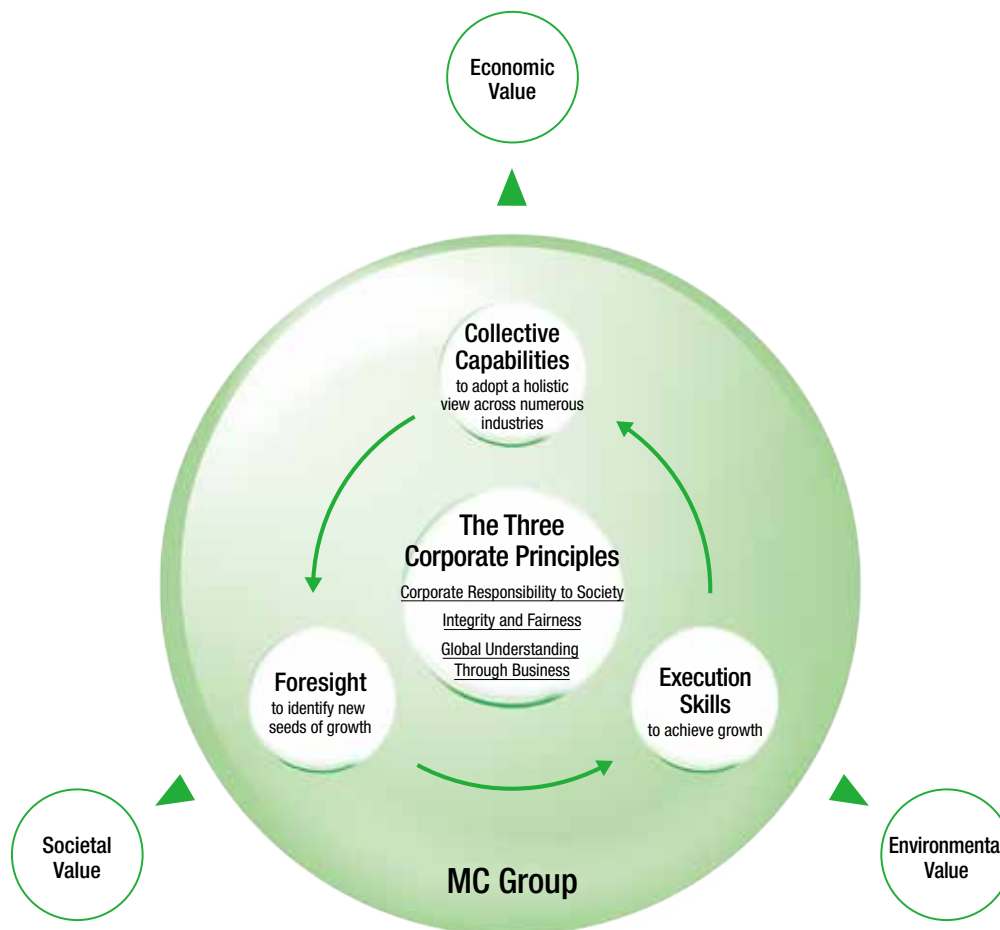 Economic
Value
Collective
Capabilities
to adopt a holistic
view across numerous
industries
The Three
Corporate Principles
Corporate Responsibility to Society
Integrity and Fairness
Global Understanding
Through Business
Foresight
to identify new
seeds of growth
Execution
Skills
to achieve growth
Societal
Value
Environmenta
Value
MC Group